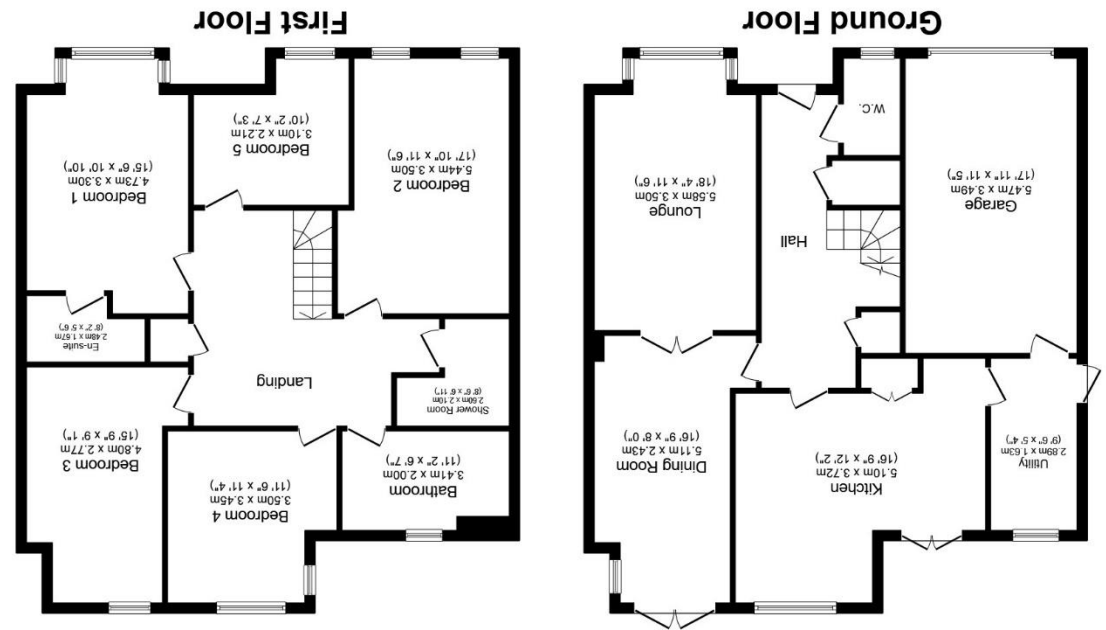 Ground Floor
Garage
5.47m x 3.49m
(17' 11" x 11' 5")
W.C.
Hall
Lounge
5.58m x 3.50m
(18' 4" x 11' 6")
Utility
2.89m x 1.63m
(9' 6" x 5' 4")
Kitchen
5.10m x 3.72m
(16' 9" x 12' 2")
Dining Room
5.11m x 2.43m
(16' 9" x 8' 0")
First Floor
Bedroom 2
5.44m x 3.50m
(17' 10" x 11' 6")
Bedroom 5
3.10m x 2.21m
(10' 2" x 7' 3")
Bedroom 1
4.73m x 3.30m
(15' 6" x 10' 10")
En-suite
2.48m x 1.67m
(8' 2" x 5' 6")
Landing
Shower Room
2.60m x 2.10m
(8' 6" x 6' 11")
Bathroom
3.41m x 2.00m
(11' 2" x 6' 7")
Bedroom 4
3.50m x 3.45m
(11' 6" x 11' 4")
Bedroom 3
4.80m x 2.77m
(15' 9" x 9' 1")